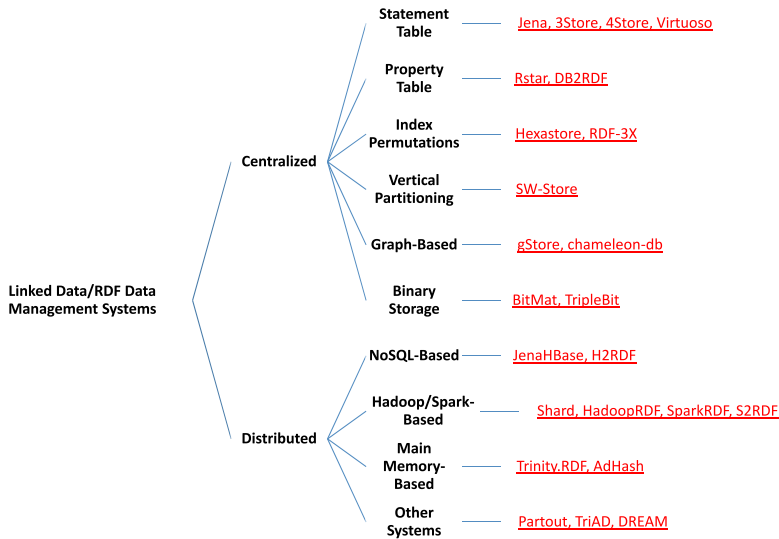 Linked Data/RDF Data
Management Systems
Centralized
Statement
Table
Jena, 3Store, 4Store, Virtuoso
Property
Table
Rstar, DB2RDF
Index
Permutations
Hexastore, RDF-3X
Vertical
Partitioning
SW-Store
Graph-Based
gStore, chameleon-db
Binary
Storage
BitMat, TripleBit
Distributed
NoSQL-Based
JenaHBase, H2RDF
Hadoop/Spark-
Based
Shard, HadoopRDF, SparkRDF, S2RDF
Main
Memory-
Based
Trinity.RDF, AdHash
Other
Systems
Partout, TriAD, DREAM